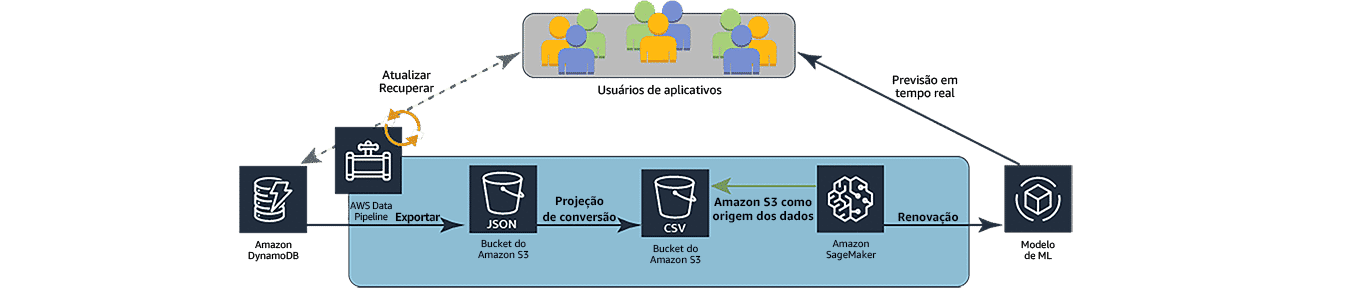 Usuários de aplicativos
Atualizar
Recuperar
Previsão em
tempo real
AWS Data
Pipeline
Amazon
DynamoDB
Exportar
JSON
Bucket do
Amazon S3
Projeção
de conversão
CSV
Bucket do
Amazon S3
Amazon S3 como
origem dos dados
Amazon
SageMaker
Renovação
Modelo
de ML